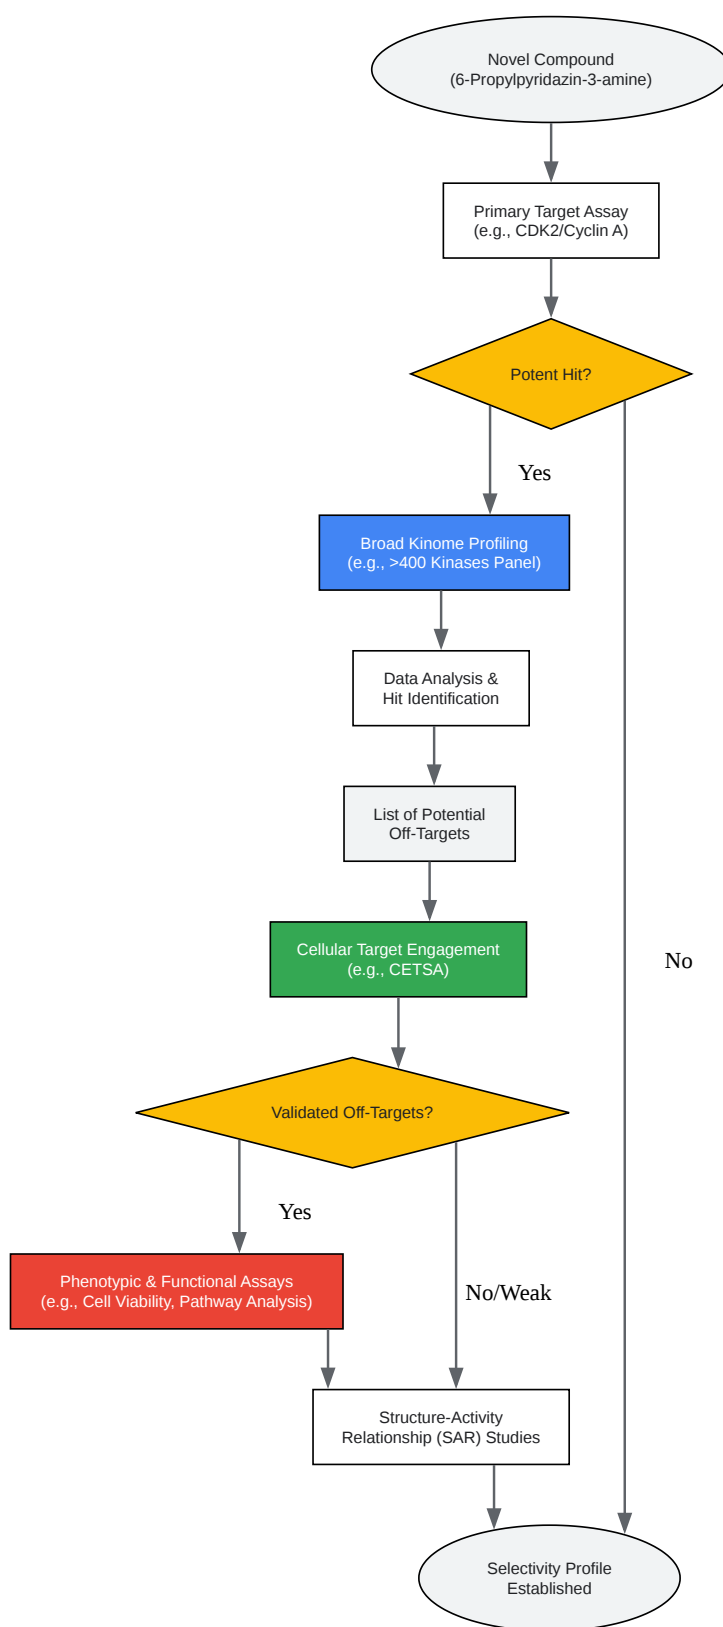 Novel Compound
(6-Propylpyridazin-3-amine)
Primary Target Assay
(e.g., CDK2/Cyclin A)
Potent Hit?
Yes
Broad Kinome Profiling
(e.g., >400 Kinases Panel)
Data Analysis &
Hit Identification
List of Potential
Off-Targets
Cellular Target Engagement
(e.g., CETSA)
No
Validated Off-Targets?
Yes
Phenotypic & Functional Assays
(e.g., Cell Viability, Pathway Analysis)
No/Weak
Structure-Activity
Relationship (SAR) Studies
Selectivity Profile
Established